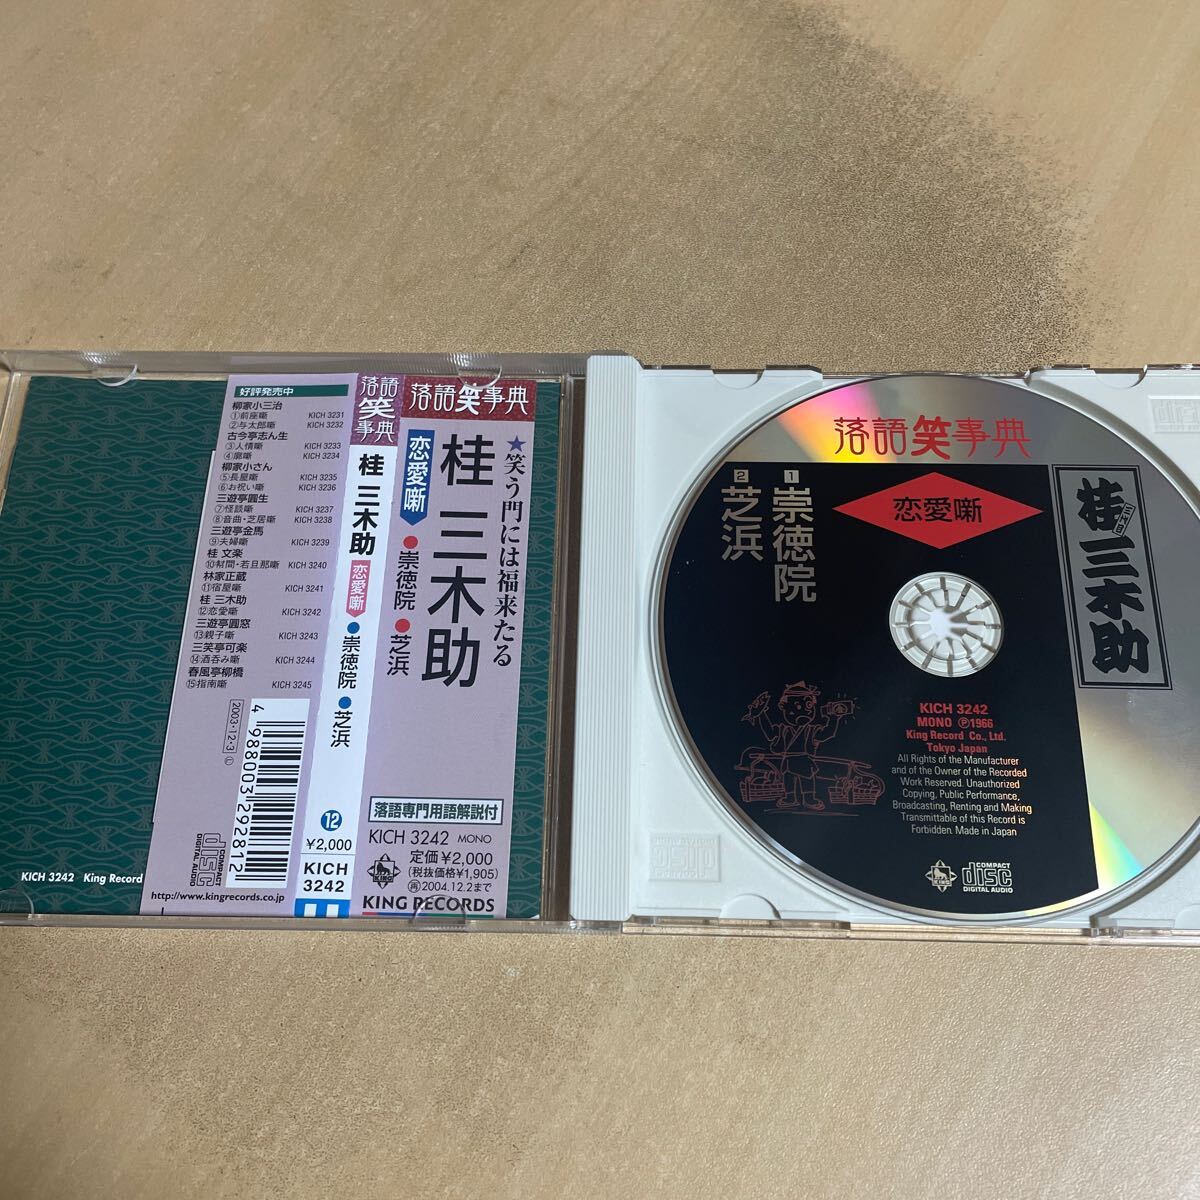 好評発売中
柳家小三治
①前座噺 KICH 3231
②与太郎噺 KICH 3232
古今亭志ん生
③人情噺 KICH 3233
④廓噺 KICH 3234
柳家小さん
⑤長屋噺 KICH 3235
⑥お祝い噺 KICH 3236
三遊亭圓生
⑦怪談噺 KICH 3237
⑧音曲・芝居噺 KICH 3238
三遊亭金馬
⑨夫婦噺 KICH 3239
桂 文楽
⑩幇間・若旦那噺 KICH 3240
林家正蔵
⑪宿屋噺 KICH 3241
桂 三木助
⑫恋愛噺 KICH 3242
三遊亭圓窓
⑬親子噺 KICH 3243
三笑亭可楽
⑭酒呑み噺 KICH 3244
春風亭柳橋
⑮指南噺 KICH 3245
2003・12・3
4 988003 292812
COMPACT
disc
DIGITAL AUDIO
http://www.kingrecords.co.jp
KICH 3242 King Record
落語
笑
事典
桂 三木助
恋愛噺
●崇徳院
●芝浜
⑫
¥2,000
KICH
3242
落語笑事典
★笑う門には福来たる
桂 三木助
恋愛噺
●崇徳院
●芝浜
落語専門用語解説付
KICH 3242 MONO
定価¥2,000
(税抜価格¥1,905)
再2004.12.2まで
KING
KING RECORDS
落語笑事典
恋愛噺
1 崇徳院
2 芝浜
三代目
桂三木助
KICH 3242
MONO Ⓟ1966
King Record Co., Ltd.
Tokyo Japan
All Rights of the Manufacturer
and of the Owner of the Recorded
Work Reserved. Unauthorized
Copying, Public Performance,
Broadcasting, Renting and Making
Transmittable of this Record is
Forbidden. Made in Japan
KING
COMPACT
disc
DIGITAL AUDIO